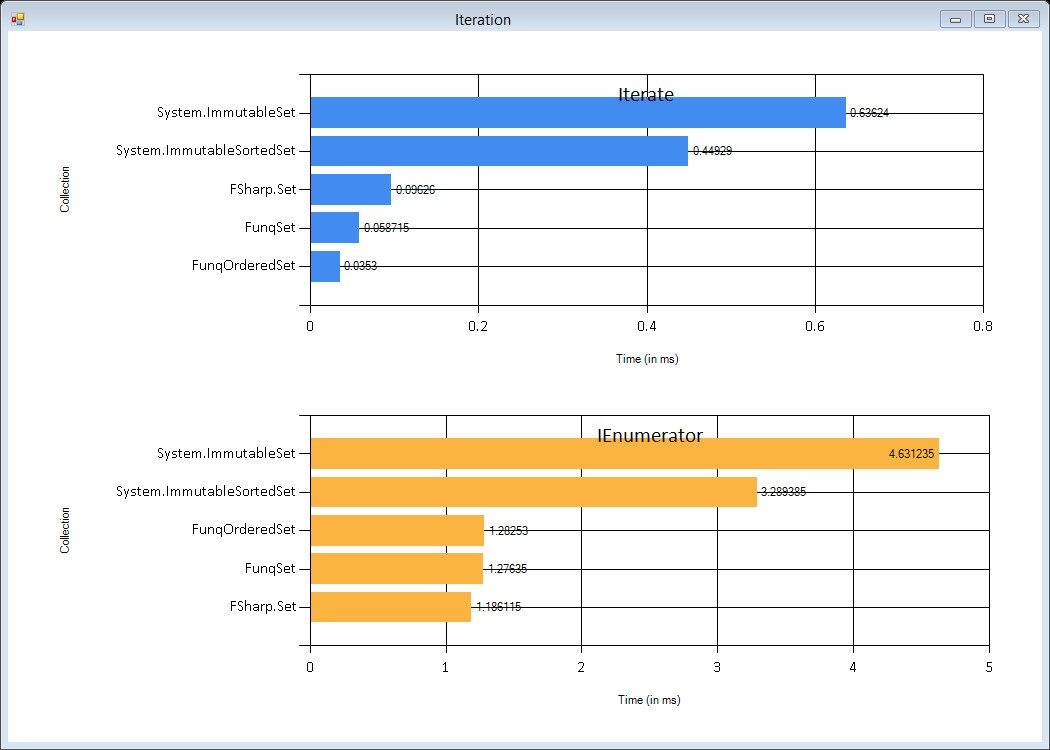 Iteration
Iterate
Collection
System.ImmutableSet 0.63624
System.ImmutableSortedSet 0.44929
FSharp.Set 0.09626
FunqSet 0.058715
FunqOrderedSet 0.0353
0 0.2 0.4 0.6 0.8
Time (in ms)
IEnumerator
Collection
System.ImmutableSet 4.631235
System.ImmutableSortedSet 3.289385
FunqOrderedSet 1.28253
FunqSet 1.27635
FSharp.Set 1.186115
0 1 2 3 4 5
Time (in ms)